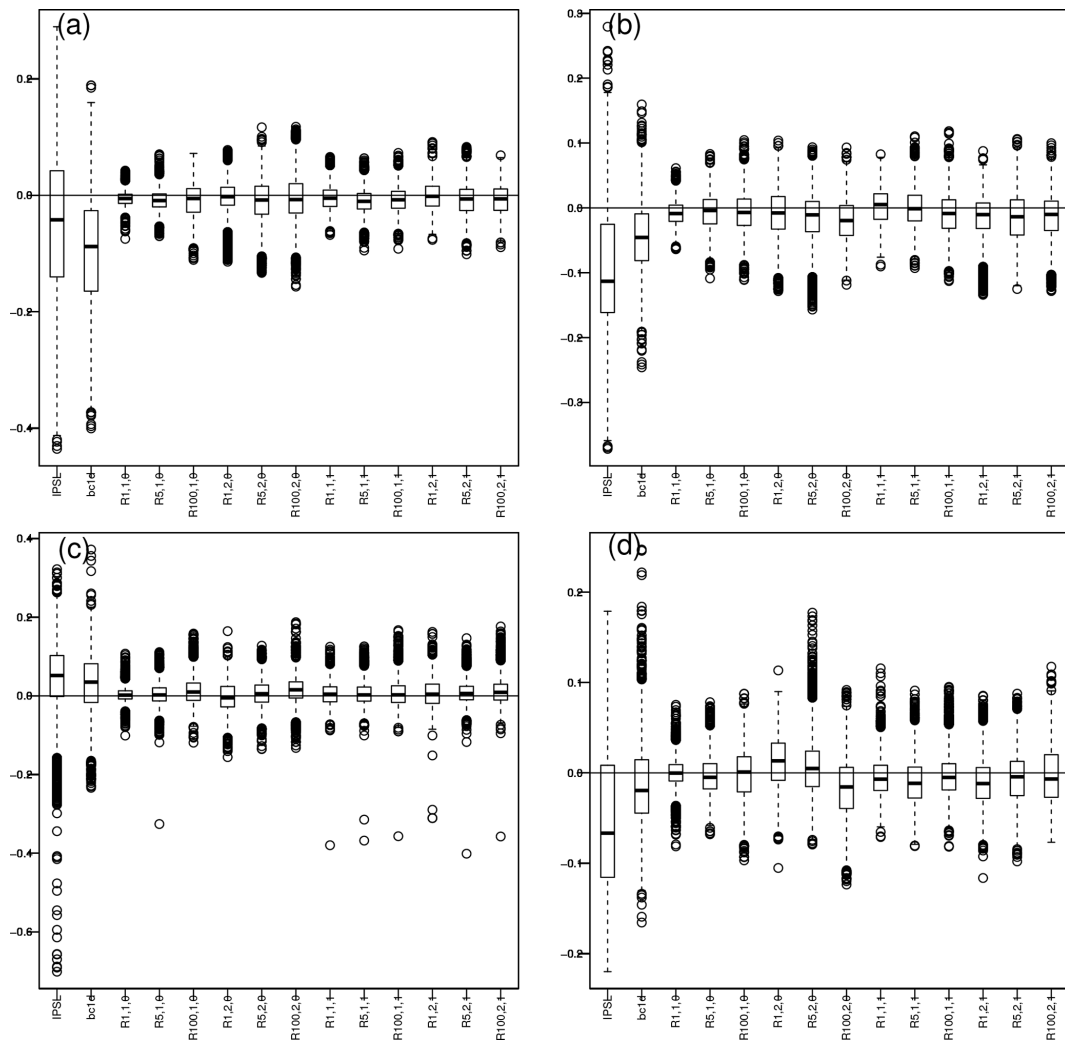 (a)
0.2
0.0
−0.2
−0.4
IPSL
bc1d
R1,1,0
R5,1,0
R100,1,0
R1,2,0
R5,2,0
R100,2,0
R1,1,1
R5,1,1
R100,1,1
R1,2,1
R5,2,1
R100,2,1
(b)
0.3
0.2
0.1
0.0
−0.1
−0.2
−0.3
IPSL
bc1d
R1,1,0
R5,1,0
R100,1,0
R1,2,0
R5,2,0
R100,2,0
R1,1,1
R5,1,1
R100,1,1
R1,2,1
R5,2,1
R100,2,1
(c)
0.4
0.2
0.0
−0.2
−0.4
−0.6
IPSL
bc1d
R1,1,0
R5,1,0
R100,1,0
R1,2,0
R5,2,0
R100,2,0
R1,1,1
R5,1,1
R100,1,1
R1,2,1
R5,2,1
R100,2,1
(d)
0.2
0.1
0.0
−0.1
−0.2
IPSL
bc1d
R1,1,0
R5,1,0
R100,1,0
R1,2,0
R5,2,0
R100,2,0
R1,1,1
R5,1,1
R100,1,1
R1,2,1
R5,2,1
R100,2,1